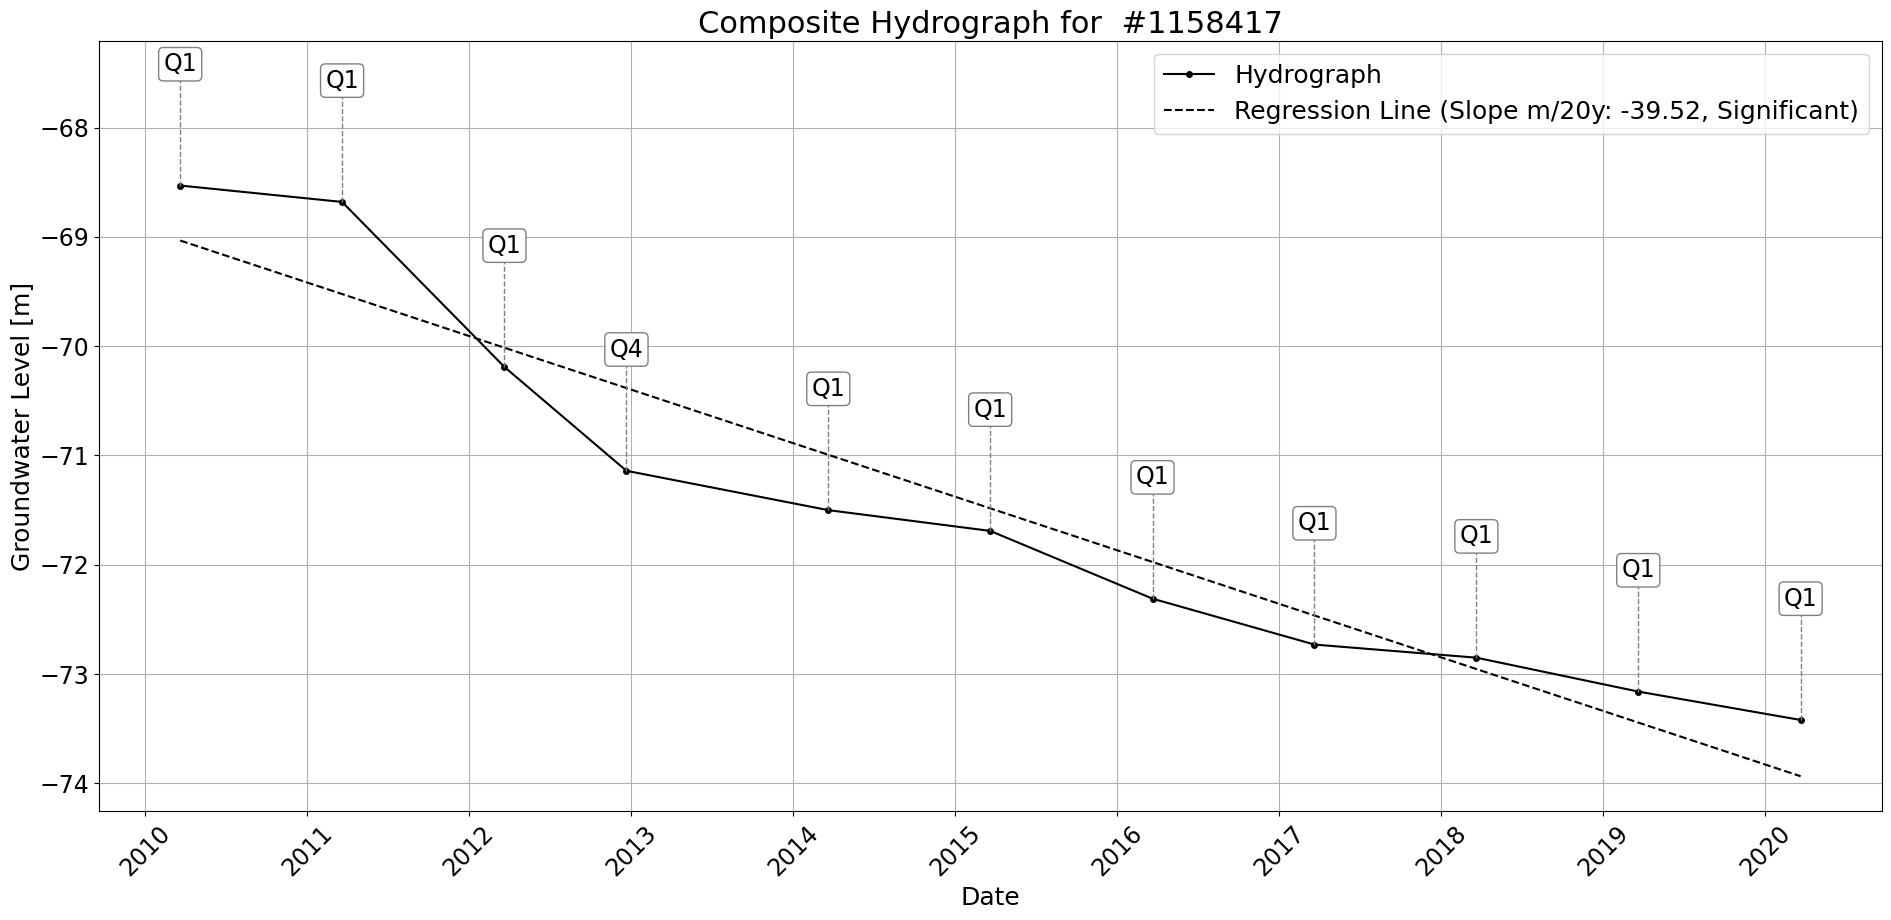 Composite Hydrograph for  #1158417
Hydrograph
Regression Line (Slope m/20y: -39.52, Significant)
Q1
Q1
Q1
Q4
Q1
Q1
Q1
Q1
Q1
Q1
Q1
Groundwater Level [m]
−68
−69
−70
−71
−72
−73
−74
2010
2011
2012
2013
2014
2015
2016
2017
2018
2019
2020
Date